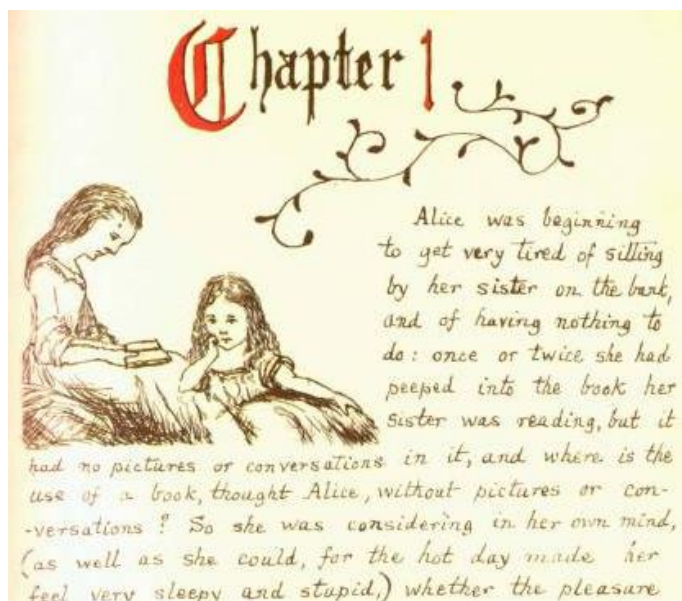 Chapter 1
Alice was beginning
to get very tired of sitting
by her sister on the bank,
and of having nothing to
do: once or twice she had
peeped into the book her
sister was reading, but it
had no pictures or conversations in it, and where is the
use of a book, thought Alice, without pictures or con-
-versations? So she was considering in her own mind,
(as well as she could, for the hot day made her
feel very sleepy and stupid,) whether the pleasure